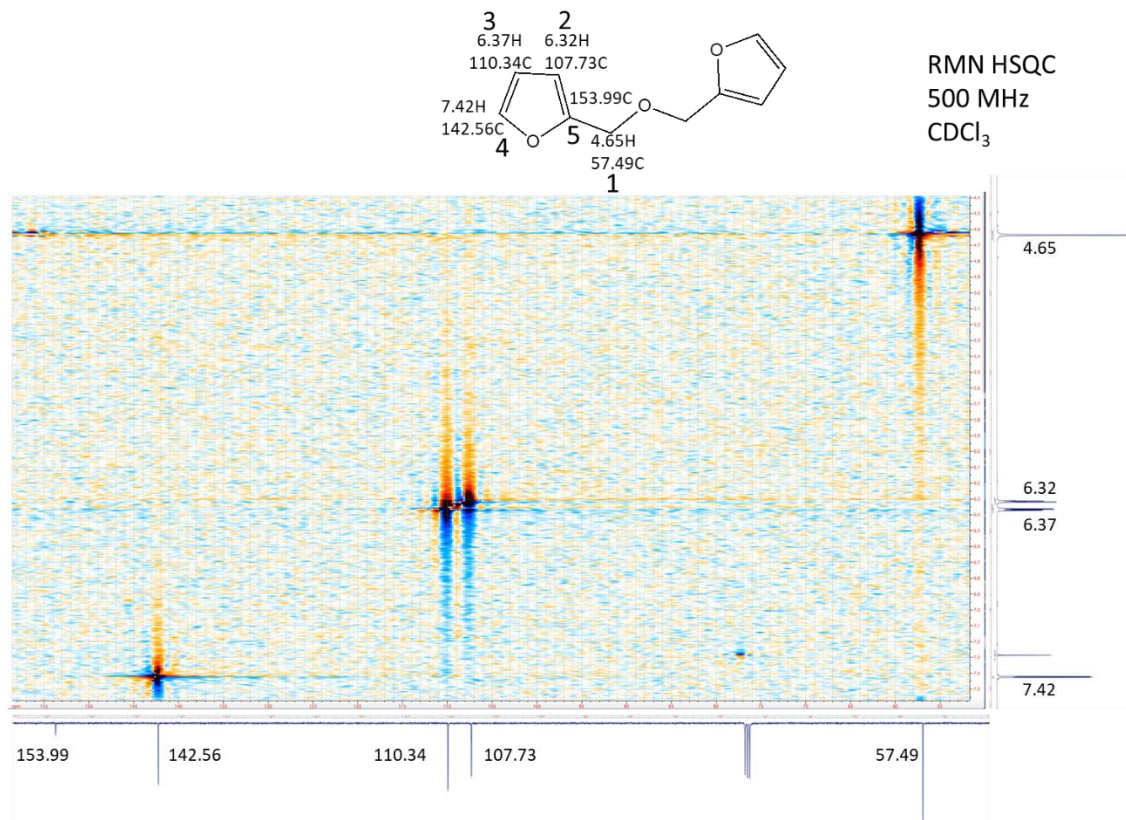 3 2
6.37H 6.32H
110.34C 107.73C
O
RMN HSQC
500 MHz
CDCl₃
7.42H 153.99C O
142.56C
4 O 5 4.65H
57.49C
1
4.65
6.32
6.37
7.42
153.99 142.56 110.34 107.73 57.49